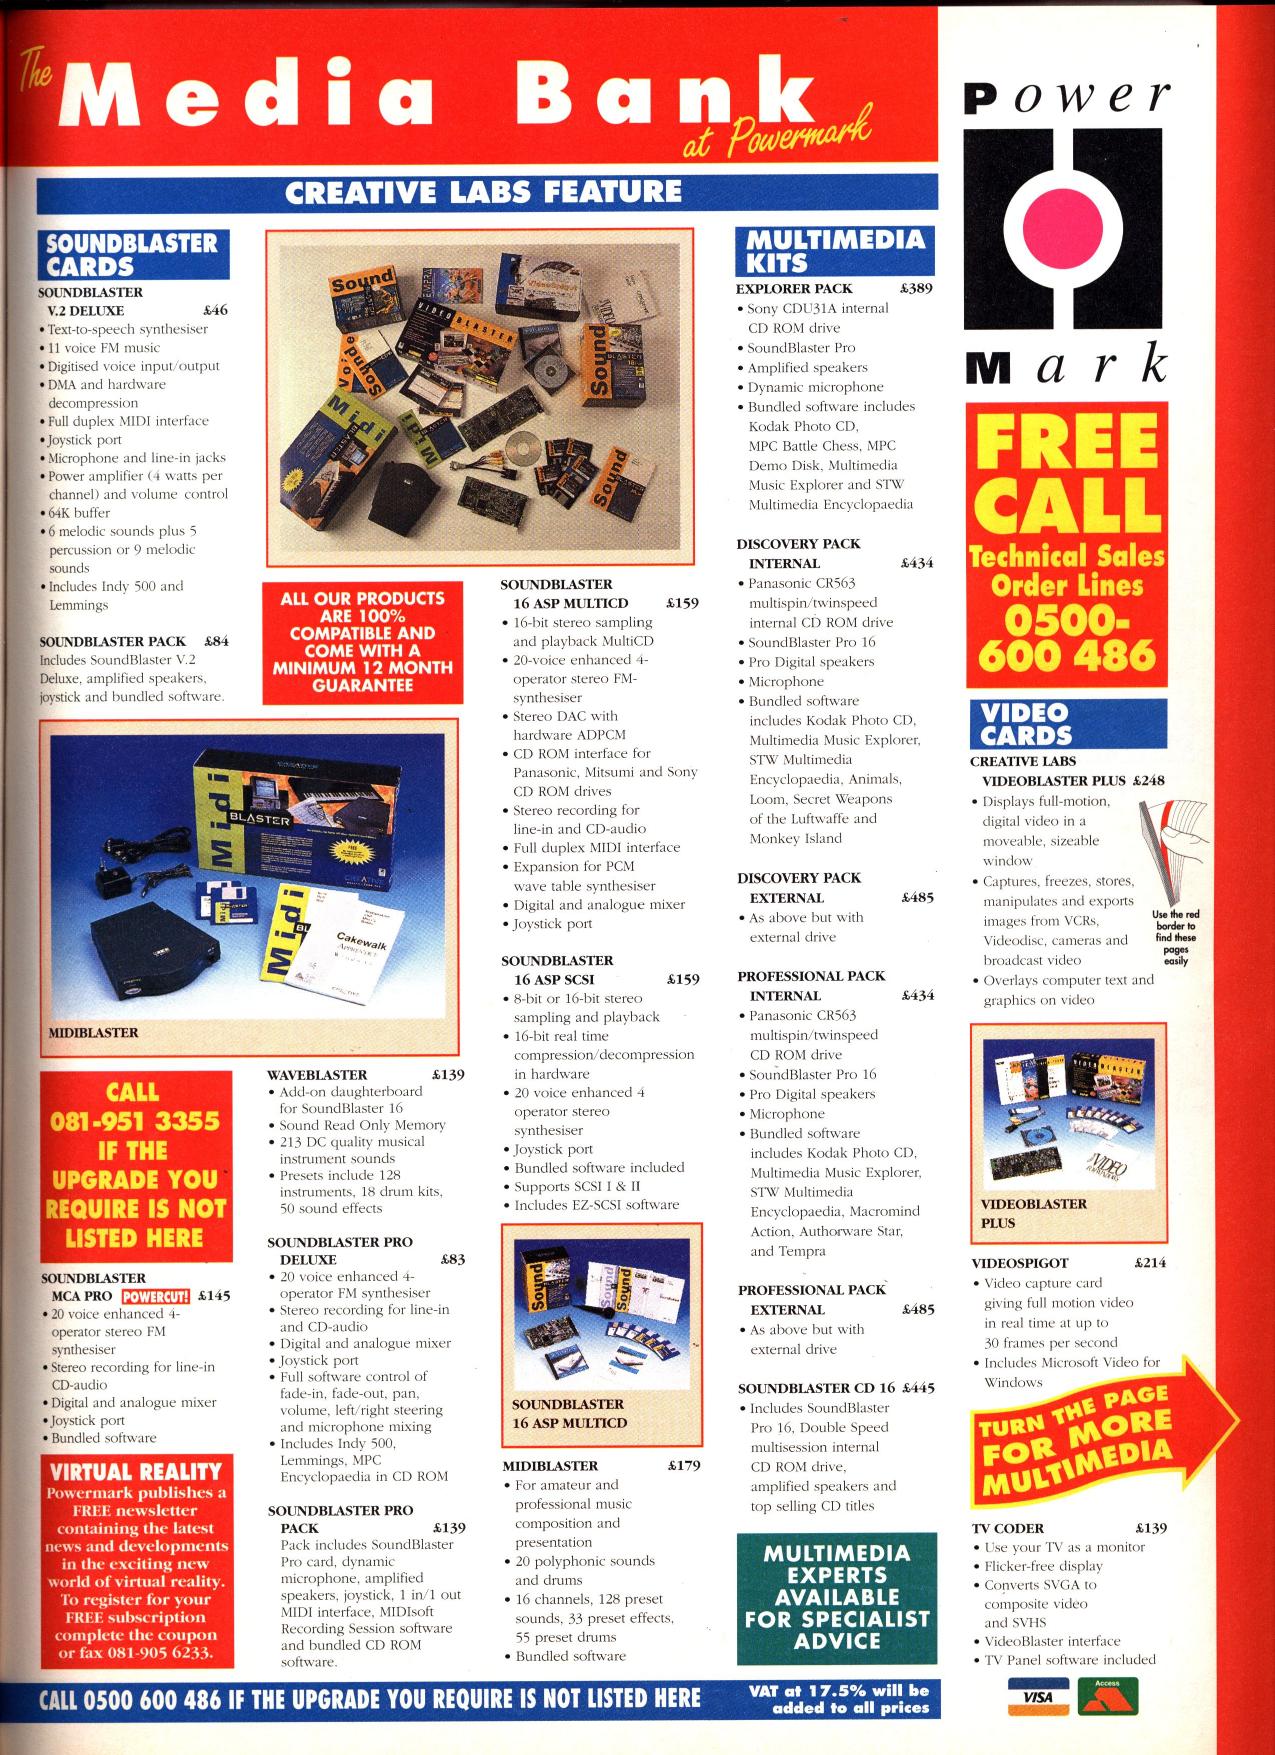 The
Media Bank
at Powermark
CREATIVE LABS FEATURE
SOUNDBLASTER
CARDS
SOUNDBLASTER
V.2 DELUXE £46
• Text-to-speech synthesiser
• 11 voice FM music
• Digitised voice input/output
• DMA and hardware
decompression
• Full duplex MIDI interface
• Joystick port
• Microphone and line-in jacks
• Power amplifier (4 watts per
channel) and volume control
• 64K buffer
• 6 melodic sounds plus 5
percussion or 9 melodic
sounds
• Includes Indy 500 and
Lemmings
SOUNDBLASTER PACK £84
Includes SoundBlaster V.2
Deluxe, amplified speakers,
joystick and bundled software.
Sound
VIDEO BLASTER
Sound
BLASTER
Midi
BLASTER
Midi
Sound
ALL OUR PRODUCTS
ARE 100%
COMPATIBLE AND
COME WITH A
MINIMUM 12 MONTH
GUARANTEE
Midi
BLASTER
FREE
CREATIVE
Midi
Cakewalk
MIDIBLASTER
CALL
081-951 3355
IF THE
UPGRADE YOU
REQUIRE IS NOT
LISTED HERE
SOUNDBLASTER
MCA PRO POWERCUT! £145
• 20 voice enhanced 4-
operator stereo FM
synthesiser
• Stereo recording for line-in
CD-audio
• Digital and analogue mixer
• Joystick port
• Bundled software
VIRTUAL REALITY
Powermark publishes a
FREE newsletter
containing the latest
news and developments
in the exciting new
world of virtual reality.
To register for your
FREE subscription
complete the coupon
or fax 081-905 6233.
WAVEBLASTER £139
• Add-on daughterboard
for SoundBlaster 16
• Sound Read Only Memory
• 213 DC quality musical
instrument sounds
• Presets include 128
instruments, 18 drum kits,
50 sound effects
SOUNDBLASTER PRO
DELUXE £83
• 20 voice enhanced 4-
operator FM synthesiser
• Stereo recording for line-in
and CD-audio
• Digital and analogue mixer
• Joystick port
• Full software control of
fade-in, fade-out, pan,
volume, left/right steering
and microphone mixing
• Includes Indy 500,
Lemmings, MPC
Encyclopaedia in CD ROM
SOUNDBLASTER PRO
PACK £139
Pack includes SoundBlaster
Pro card, dynamic
microphone, amplified
speakers, joystick, 1 in/1 out
MIDI interface, MIDIsoft
Recording Session software
and bundled CD ROM
software.
SOUNDBLASTER
16 ASP MULTICD £159
• 16-bit stereo sampling
and playback MultiCD
• 20-voice enhanced 4-
operator stereo FM-
synthesiser
• Stereo DAC with
hardware ADPCM
• CD ROM interface for
Panasonic, Mitsumi and Sony
CD ROM drives
• Stereo recording for
line-in and CD-audio
• Full duplex MIDI interface
• Expansion for PCM
wave table synthesiser
• Digital and analogue mixer
• Joystick port
SOUNDBLASTER
16 ASP SCSI £159
• 8-bit or 16-bit stereo
sampling and playback
• 16-bit real time
compression/decompression
in hardware
• 20 voice enhanced 4
operator stereo
synthesiser
• Joystick port
• Bundled software included
• Supports SCSI I & II
• Includes EZ-SCSI software
Sound
Sound
SOUNDBLASTER
16 ASP MULTICD
MIDIBLASTER £179
• For amateur and
professional music
composition and
presentation
• 20 polyphonic sounds
and drums
• 16 channels, 128 preset
sounds, 33 preset effects,
55 preset drums
• Bundled software
MULTIMEDIA
KITS
EXPLORER PACK £389
• Sony CDU31A internal
CD ROM drive
• SoundBlaster Pro
• Amplified speakers
• Dynamic microphone
• Bundled software includes
Kodak Photo CD,
MPC Battle Chess, MPC
Demo Disk, Multimedia
Music Explorer and STW
Multimedia Encyclopaedia
DISCOVERY PACK
INTERNAL £434
• Panasonic CR563
multispin/twinspeed
internal CD ROM drive
• SoundBlaster Pro 16
• Pro Digital speakers
• Microphone
• Bundled software
includes Kodak Photo CD,
Multimedia Music Explorer,
STW Multimedia
Encyclopaedia, Animals,
Loom, Secret Weapons
of the Luftwaffe and
Monkey Island
DISCOVERY PACK
EXTERNAL £485
• As above but with
external drive
PROFESSIONAL PACK
INTERNAL £434
• Panasonic CR563
multispin/twinspeed
CD ROM drive
• SoundBlaster Pro 16
• Pro Digital speakers
• Microphone
• Bundled software
includes Kodak Photo CD,
Multimedia Music Explorer,
STW Multimedia
Encyclopaedia, Macromind
Action, Authorware Star,
and Tempra
PROFESSIONAL PACK
EXTERNAL £485
• As above but with
external drive
SOUNDBLASTER CD 16 £445
• Includes SoundBlaster
Pro 16, Double Speed
multisession internal
CD ROM drive,
amplified speakers and
top selling CD titles
MULTIMEDIA
EXPERTS
AVAILABLE
FOR SPECIALIST
ADVICE
Power
Mark
FREE
CALL
Technical Sales
Order Lines
0500-
600 486
VIDEO
CARDS
CREATIVE LABS
VIDEOBLASTER PLUS £248
• Displays full-motion,
digital video in a
moveable, sizeable
window
• Captures, freezes, stores,
manipulates and exports
images from VCRs,
Videodisc, cameras and
broadcast video
• Overlays computer text and
graphics on video
Use the red
border to
find these
pages
easily
VIDEO
VIDEOBLASTER
PLUS
VIDEOSPIGOT £214
• Video capture card
giving full motion video
in real time at up to
30 frames per second
• Includes Microsoft Video for
Windows
TURN THE PAGE
FOR MORE
MULTIMEDIA
TV CODER £139
• Use your TV as a monitor
• Flicker-free display
• Converts SVGA to
composite video
and SVHS
• VideoBlaster interface
• TV Panel software included
VISA
Access
CALL 0500 600 486 IF THE UPGRADE YOU REQUIRE IS NOT LISTED HERE
VAT at 17.5% will be
added to all prices